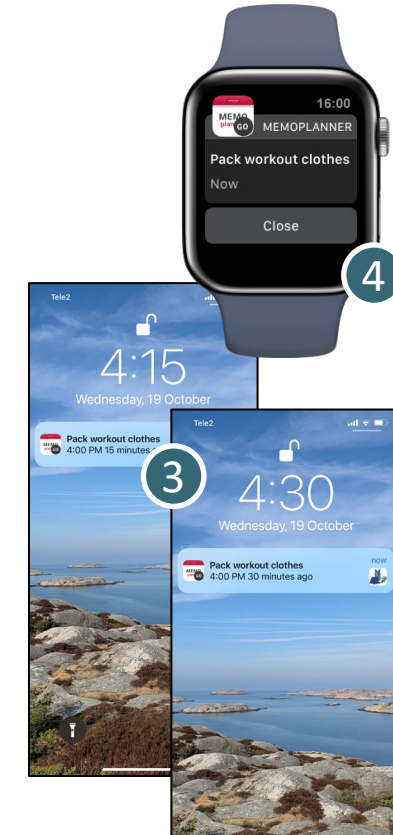 16:00
MEMO
plan
GO
MEMOPLANNER
Pack workout clothes
Now
Close
4
Tele2
4:15
Wednesday, 19 October
Pack workout clothes
4:00 PM 15 minutes
3
Tele2
4:30
Wednesday, 19 October
Pack workout clothes
now
4:00 PM 30 minutes ago